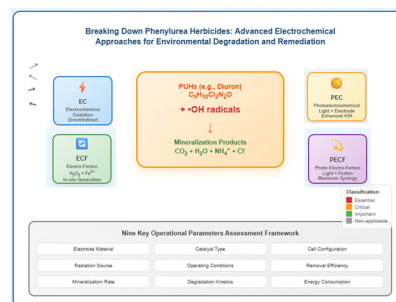 Breaking Down Phenylurea Herbicides: Advanced Electrochemical
Approaches for Environmental Degradation and Remediation
EC
Electrochemical
Oxidation
Direct/Indirect
ECF
Electro-Fenton
H₂O₂ + Fe²⁺
In-situ Generation
PUHs (e.g., Diuron)
C₉H₁₀Cl₂N₂O
+ •OH radicals
↓
Mineralization Products
CO₂ + H₂O + NH₄⁺ + Cl⁻
PEC
Photoelectrochemical
Light + Electrode
Enhanced •OH
PECF
Photo-Electro-Fenton
Light + Fenton
Maximum Synergy
Classification:
Essential
Critical
Important
Non-applicable
Nine Key Operational Parameters Assessment Framework
Electrode Material
Catalyst Type
Cell Configuration
Radiation Source
Operating Conditions
Removal Efficiency
Mineralization Rate
Degradation Kinetics
Energy Consumption